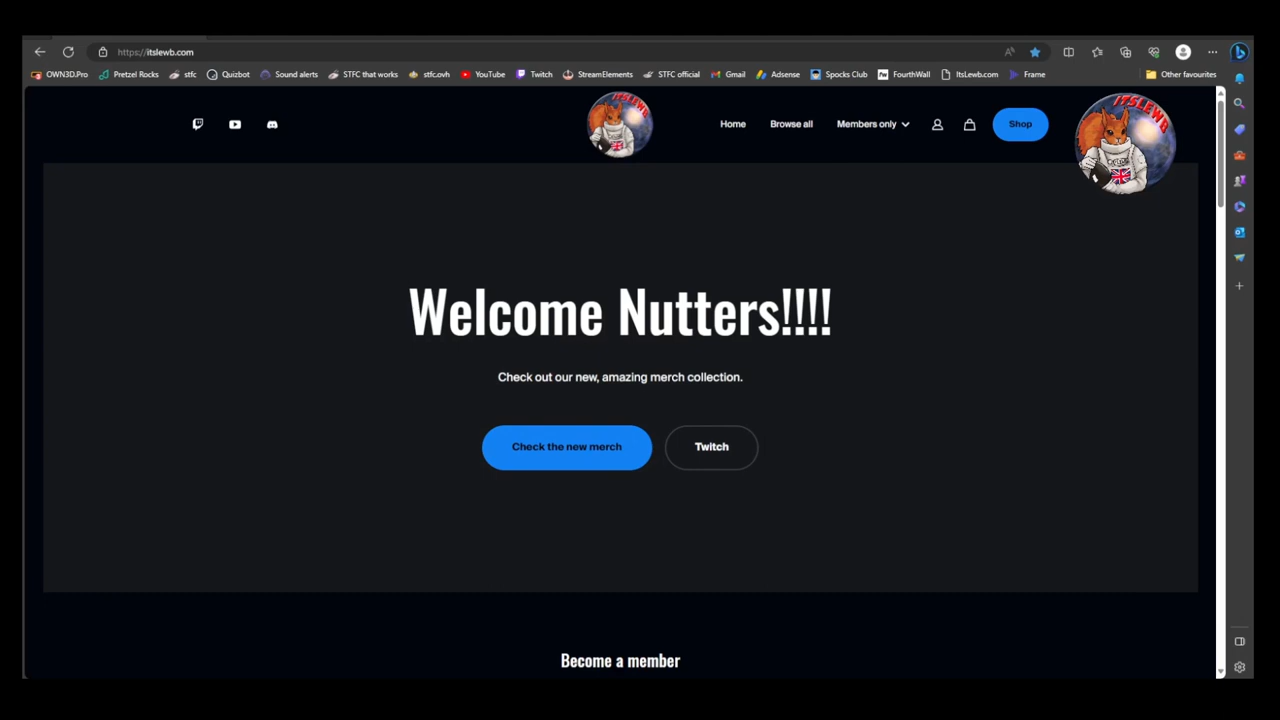 https://itslewb.com
OWN3D.Pro
Pretzel Rocks
stfc
Quizbot
Sound alerts
STFC that works
stfc.ovh
YouTube
Twitch
StreamElements
STFC official
Gmail
Adsense
Spocks Club
FourthWall
ItsLewb.com
Frame
Other favourites
ITSLEWB
Home
Browse all
Members only
Shop
ITSLEWB
Welcome Nutters!!!!
Check out our new, amazing merch collection.
Check the new merch
Twitch
Become a member